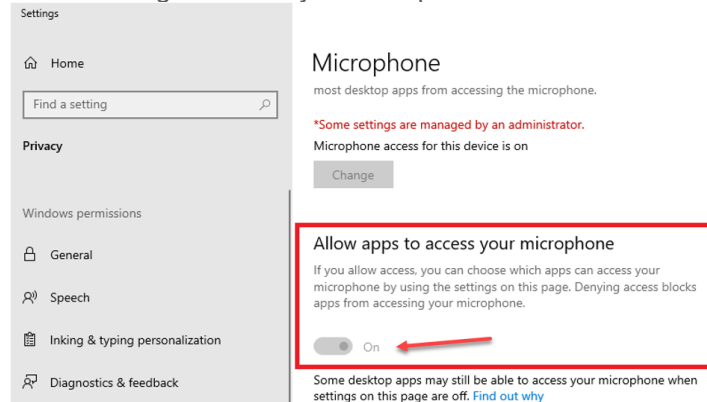 Settings
Home
Find a setting
Privacy
Windows permissions
General
Speech
Inking & typing personalization
Diagnostics & feedback
Microphone
most desktop apps from accessing the microphone.
*Some settings are managed by an administrator.
Microphone access for this device is on
Change
Allow apps to access your microphone
If you allow access, you can choose which apps can access your
microphone by using the settings on this page. Denying access blocks
apps from accessing your microphone.
On
Some desktop apps may still be able to access your microphone when
settings on this page are off. Find out why